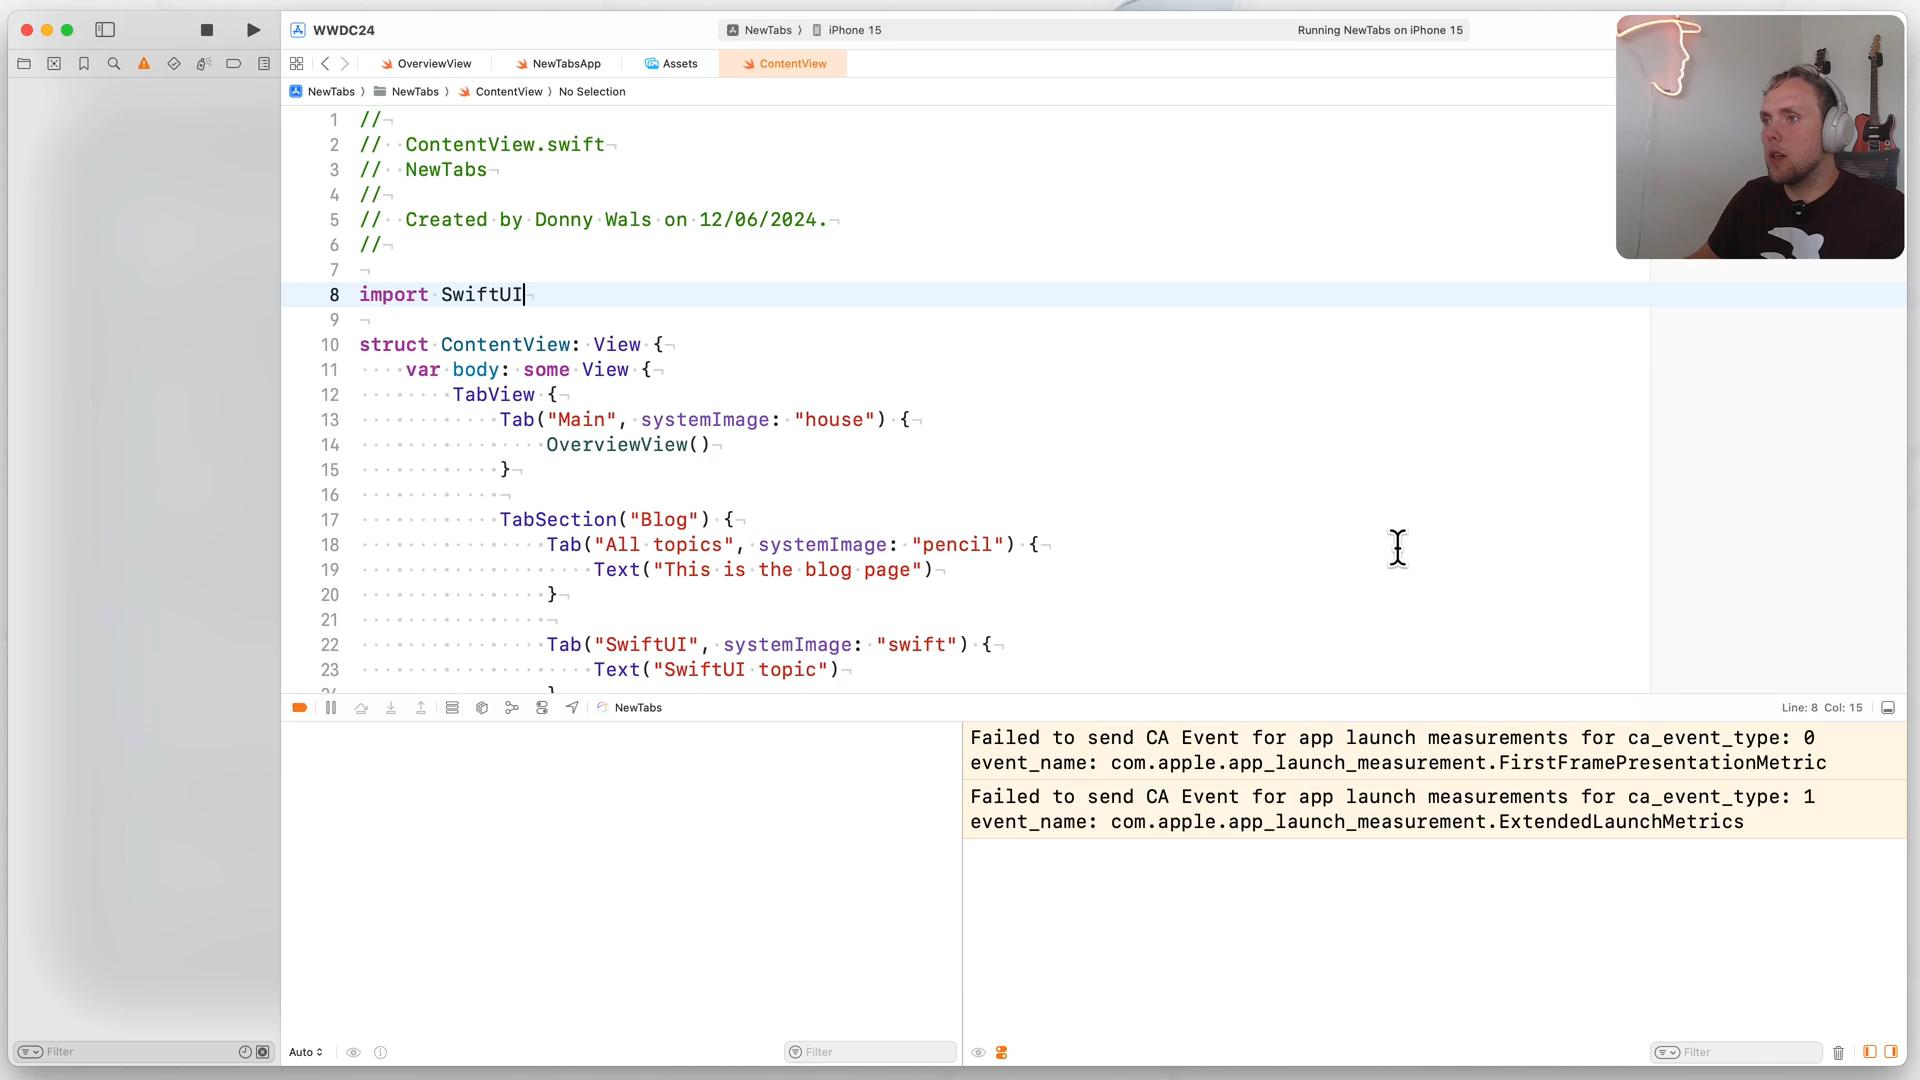 WWDC24
NewTabs 〉 iPhone 15
Running NewTabs on iPhone 15
OverviewView
NewTabsApp
Assets
ContentView
NewTabs 〉 NewTabs 〉 ContentView 〉 No Selection
1 //
2 // ContentView.swift
3 // NewTabs
4 //
5 // Created by Donny Wals on 12/06/2024.
6 //
7
8 import SwiftUI
9
10 struct ContentView: View {
11 var body: some View {
12 TabView {
13 Tab("Main", systemImage: "house") {
14 OverviewView()
15 }
16
17 TabSection("Blog") {
18 Tab("All topics", systemImage: "pencil") {
19 Text("This is the blog page")
20 }
21
22 Tab("SwiftUI", systemImage: "swift") {
23 Text("SwiftUI topic")
24 }
NewTabs
Line: 8 Col: 15
Failed to send CA Event for app launch measurements for ca_event_type: 0
event_name: com.apple.app_launch_measurement.FirstFramePresentationMetric
Failed to send CA Event for app launch measurements for ca_event_type: 1
event_name: com.apple.app_launch_measurement.ExtendedLaunchMetrics
Filter
Auto
Filter
Filter